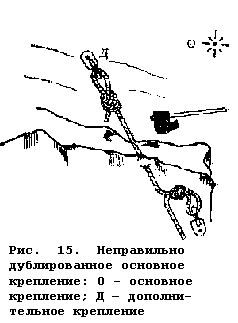 Д
О
Рис. 15. Неправильно
дублированное основное
крепление: О - основное
крепление; Д - дополни-
тельное крепление